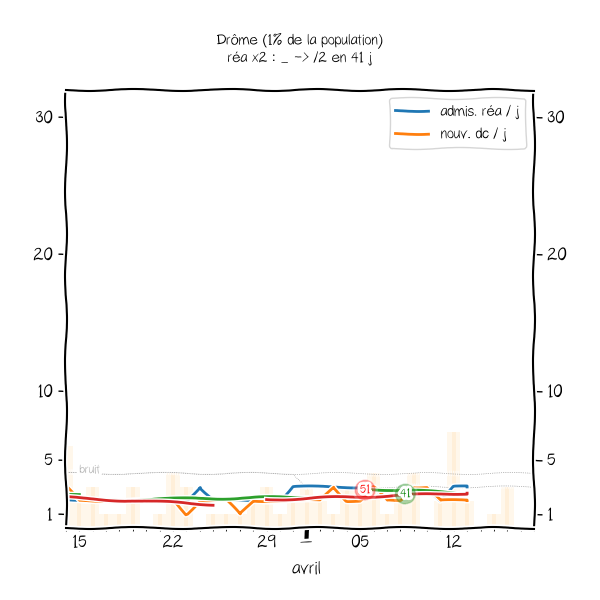 Drôme (1% de la population)
réa x2 : _ -> /2 en 41 j
admis. réa / j
nouv. dc / j
30
30
20
20
10
10
5
5
bruit
51
41
1
1
15
22
29
05
12
avril